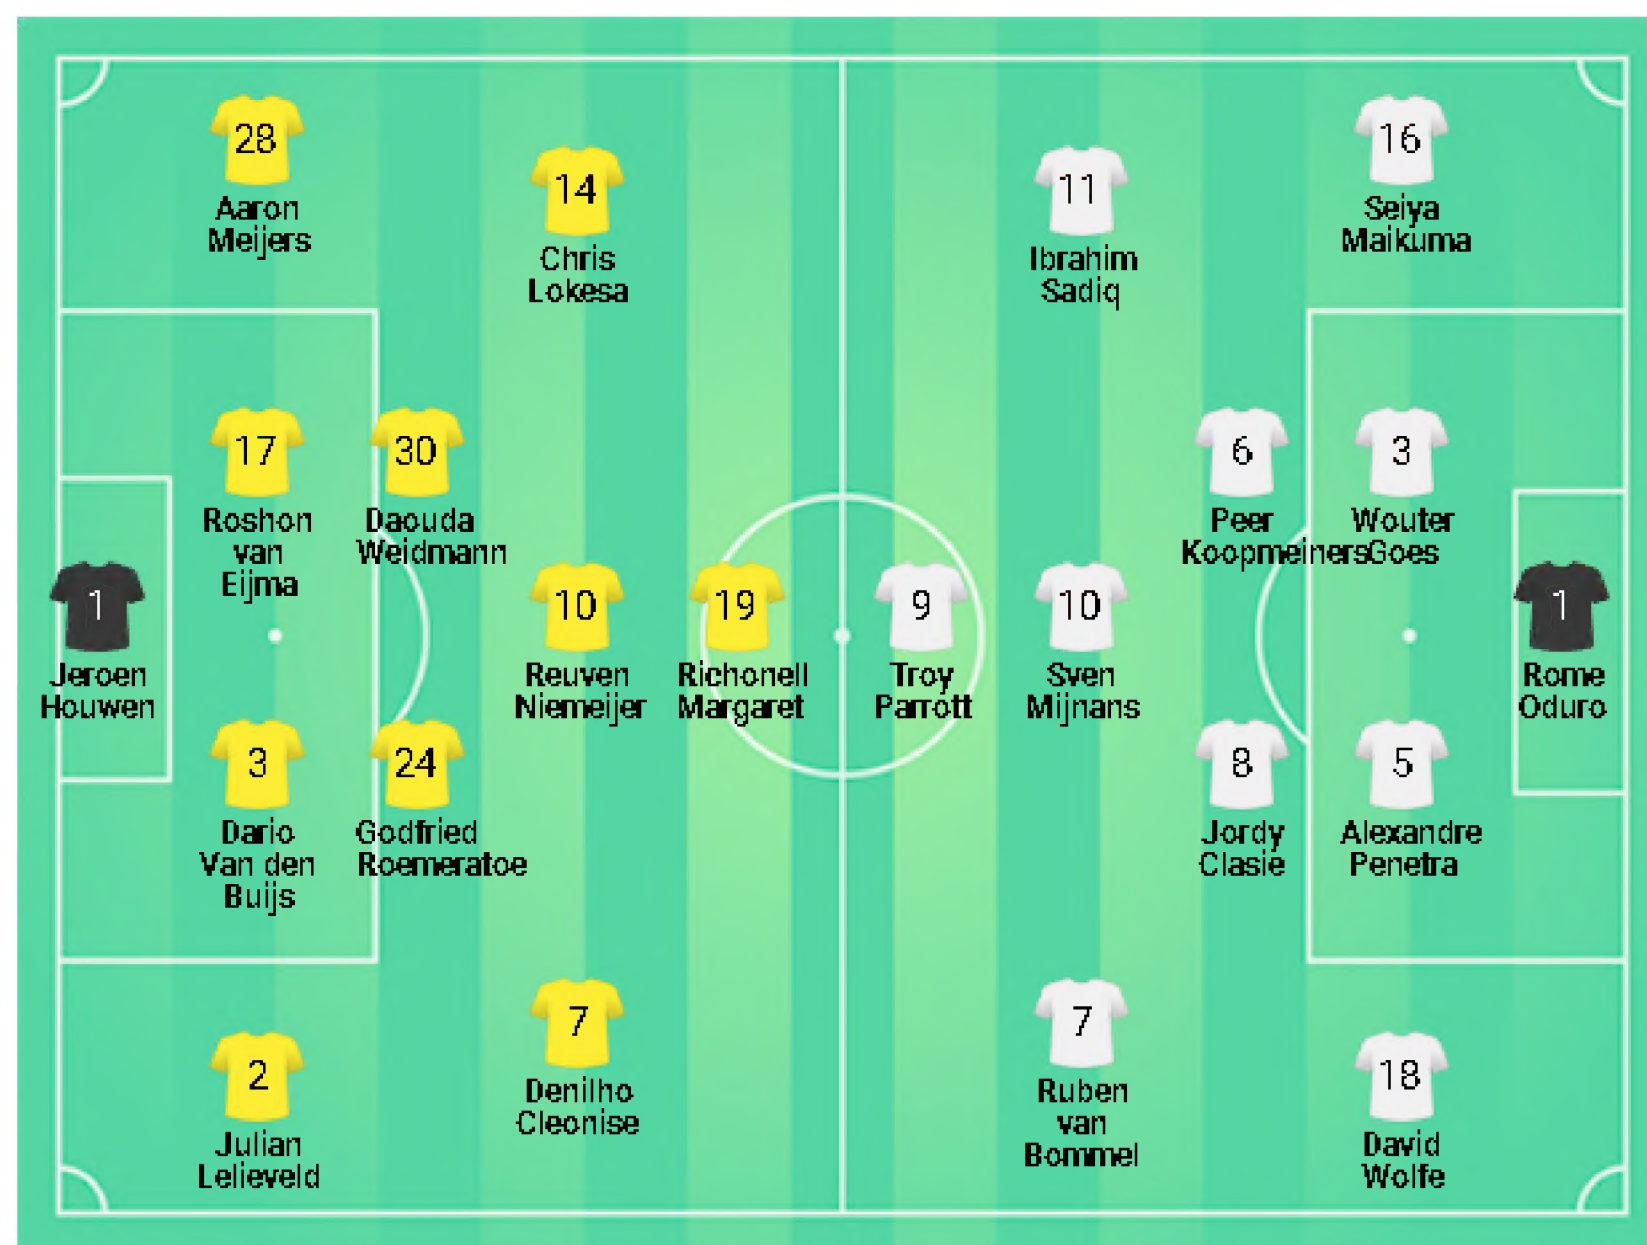 28
Aaron
Meijers
14
Chris
Lokesa
11
Ibrahim
Sadiq
16
Seiya
Maikuma
17
Roshon
van
Eijma
30
Daouda
Weidmann
6
Peer
Koopmeiners
3
Wouter
Goes
1
Jeroen
Houwen
10
Reuven
Niemeijer
19
Richonell
Margaret
9
Troy
Parrott
10
Sven
Mijnans
1
Rome
Oduro
3
Dario
Van den
Buijs
24
Godfried
Roemeratoe
8
Jordy
Clasie
5
Alexandre
Penetra
2
Julian
Lelieveld
7
Denilho
Cleonise
7
Ruben
van
Bommel
18
David
Wolfe